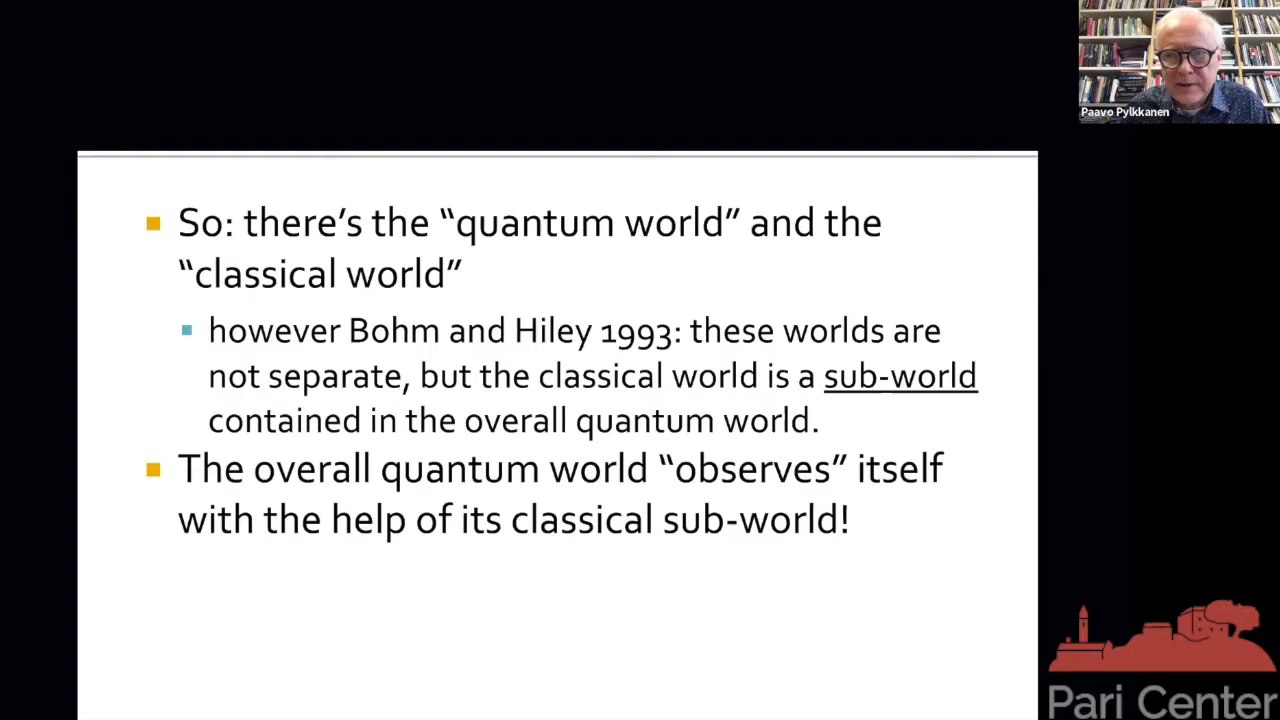 Paavo Pylkkanen
So: there's the “quantum world” and the
“classical world”
however Bohm and Hiley 1993: these worlds are
not separate, but the classical world is a sub-world
contained in the overall quantum world.
The overall quantum world “observes” itself
with the help of its classical sub-world!
Pari Center